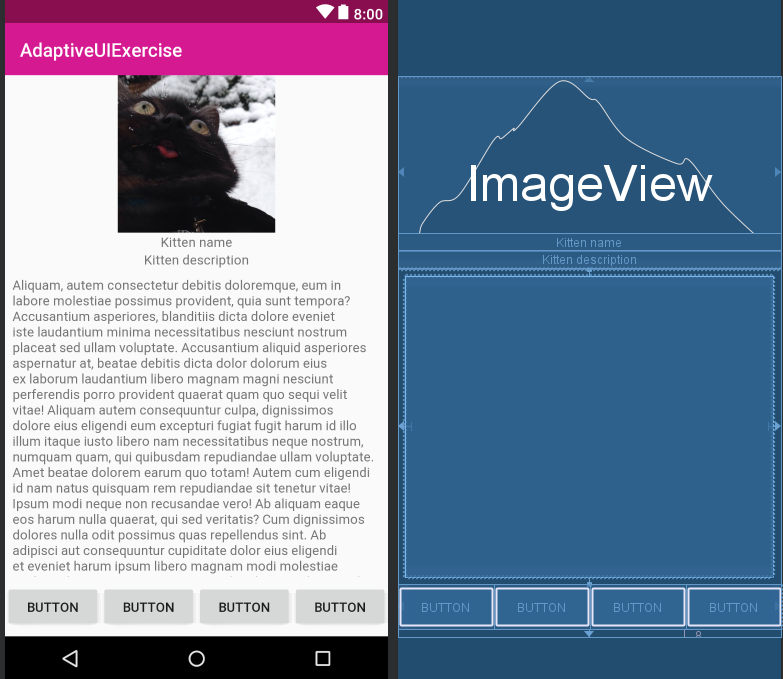 8:00
AdaptiveUIExercise
Kitten name
Kitten description
Aliquam, autem consectetur debitis doloremque, eum in
labore molestiae possimus provident, quia sunt tempora?
Accusantium asperiores, blanditiis dicta dolore eveniet
iste laudantium minima necessitatibus nesciunt nostrum
placeat sed ullam voluptate. Accusantium aliquid asperiores
aspernatur at, beatae debitis dicta dolor dolorum eius
ex laborum laudantium libero magnam magni nesciunt
perferendis porro provident quaerat quam quo sequi velit
vitae! Aliquam autem consequuntur culpa, dignissimos
dolore eius eligendi eum excepturi fugiat fugit harum id illo
illum itaque iusto libero nam necessitatibus neque nostrum,
numquam quam, qui quibusdam repudiandae ullam voluptate.
Amet beatae dolorem earum quo totam! Autem cum eligendi
id nam natus quisquam rem repudiandae sit tenetur vitae!
Ipsum modi neque non recusandae vero! Ab aliquam eaque
eos harum nulla quaerat, qui sed veritatis? Cum dignissimos
dolores nulla odit possimus quas repellendus sint. Ab
adipisci aut consequuntur cupiditate dolor eius eligendi
et eveniet harum ipsum libero magnam modi molestiae
BUTTON BUTTON BUTTON BUTTON
ImageView
Kitten name
Kitten description
BUTTON BUTTON BUTTON BUTTON
8